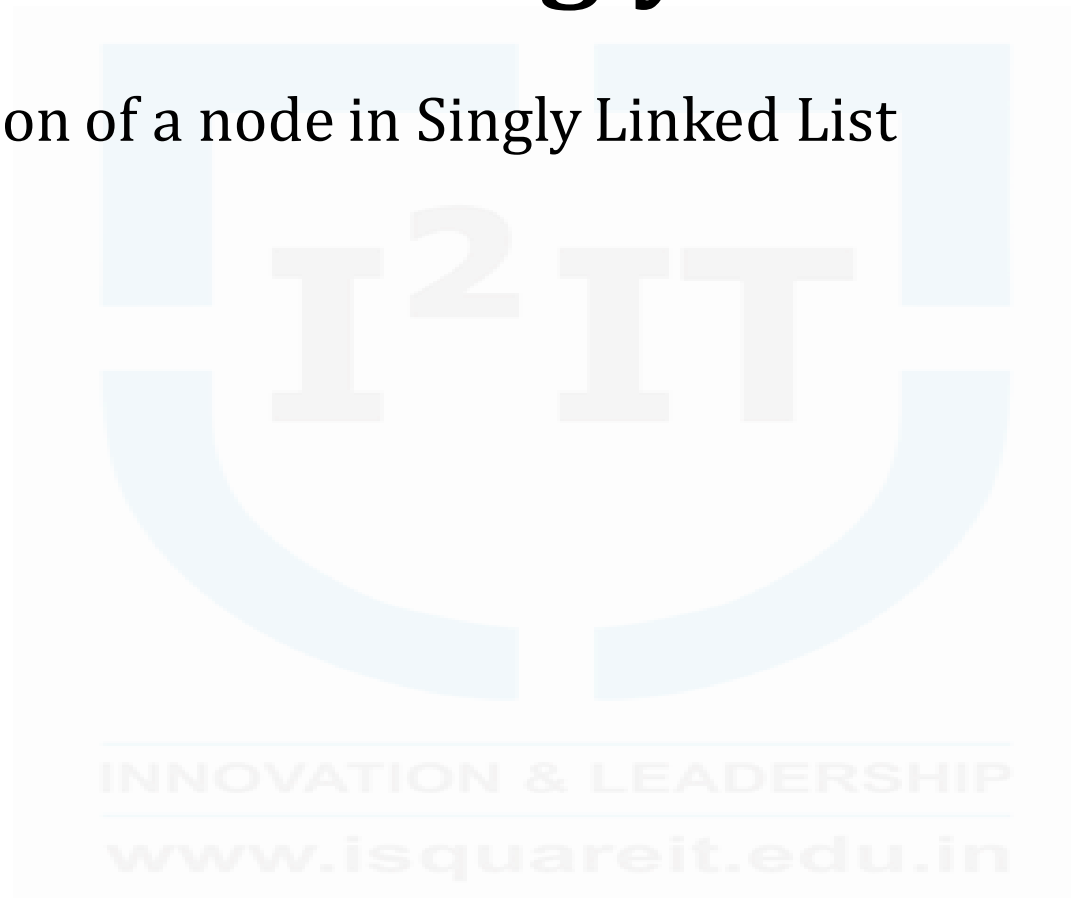 on of a node in Singly Linked List
I²IT
INNOVATION & LEADERSHIP
www.isquareit.edu.in